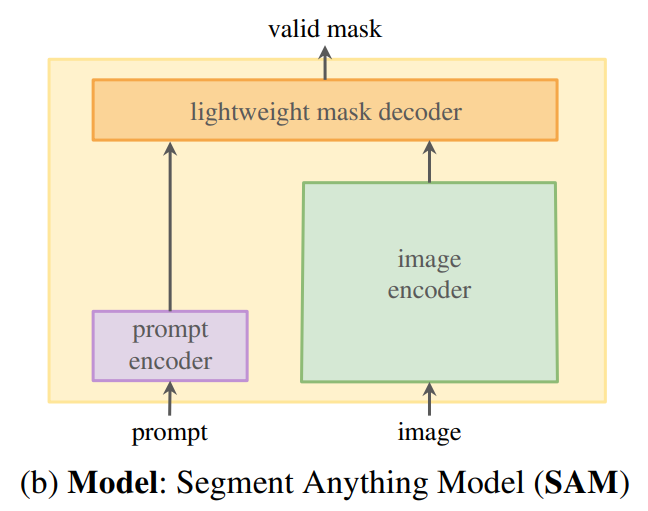 valid mask
lightweight mask decoder
image
encoder
prompt
encoder
prompt
image
(b) Model: Segment Anything Model (SAM)